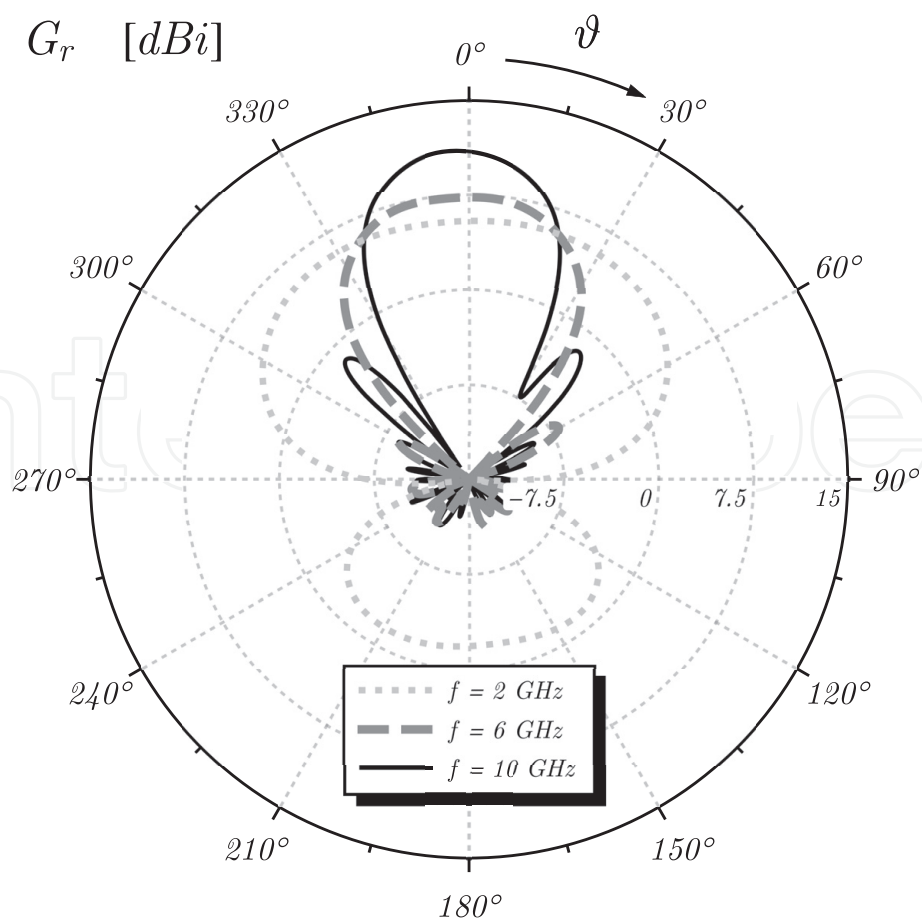 G_r [dBi]
ϑ
0°
330°
30°
300°
60°
270°
90°
-7.5 0 7.5 15
240°
120°
f = 2 GHz
f = 6 GHz
f = 10 GHz
210°
150°
180°